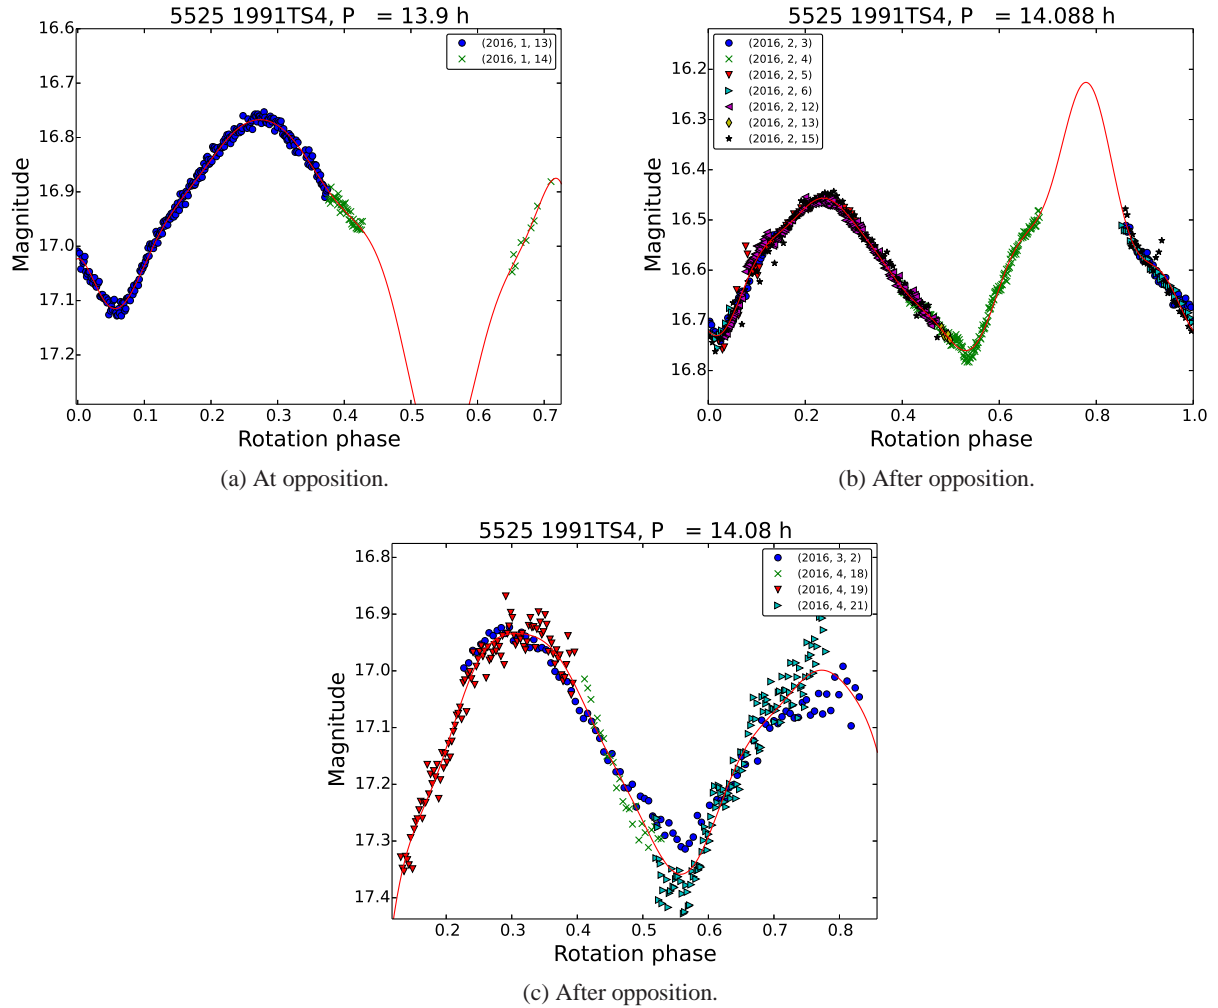 5525 1991TS4, P = 13.9 h
16.6
16.7
16.8
16.9
17.0
17.1
17.2
0.0 0.1 0.2 0.3 0.4 0.5 0.6 0.7
Magnitude
Rotation phase
(2016, 1, 13)
(2016, 1, 14)
(a) At opposition.
5525 1991TS4, P = 14.088 h
16.2
16.3
16.4
16.5
16.6
16.7
16.8
0.0 0.2 0.4 0.6 0.8 1.0
Magnitude
Rotation phase
(2016, 2, 3)
(2016, 2, 4)
(2016, 2, 5)
(2016, 2, 6)
(2016, 2, 12)
(2016, 2, 13)
(2016, 2, 15)
(b) After opposition.
5525 1991TS4, P = 14.08 h
16.8
16.9
17.0
17.1
17.2
17.3
17.4
0.2 0.3 0.4 0.5 0.6 0.7 0.8
Magnitude
Rotation phase
(2016, 3, 2)
(2016, 4, 18)
(2016, 4, 19)
(2016, 4, 21)
(c) After opposition.